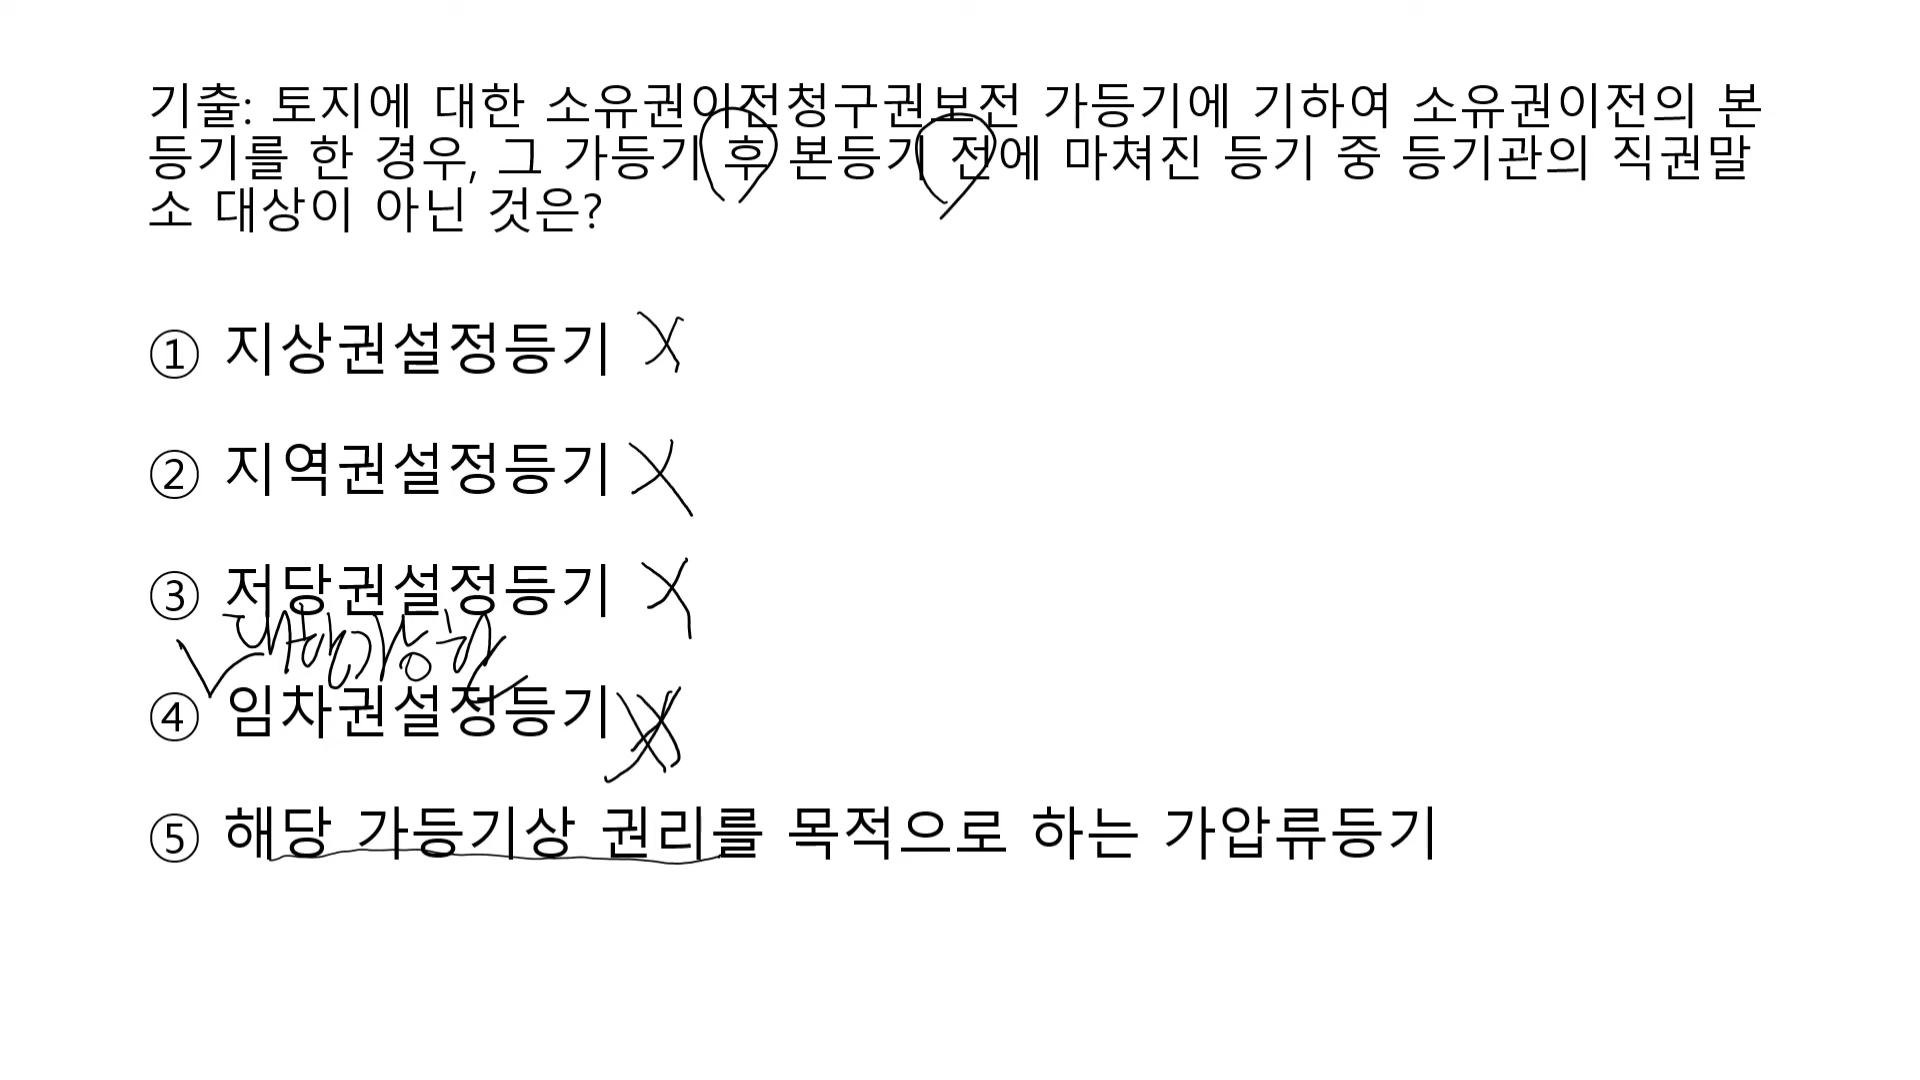 기출: 토지에 대한 소유권이전청구권보전 가등기에 기하여 소유권이전의 본
등기를 한 경우, 그 가등기 후 본등기 전에 마쳐진 등기 중 등기관의 직권말
소 대상이 아닌 것은?
① 지상권설정등기
② 지역권설정등기
③ 저당권설정등기
④ 임차권설정등기
⑤ 해당 가등기상 권리를 목적으로 하는 가압류등기